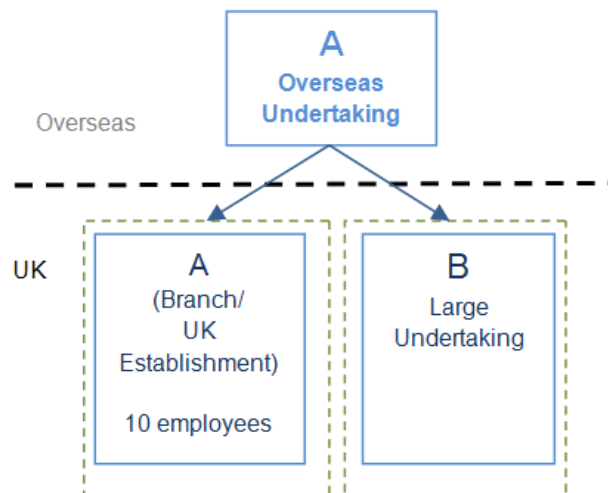 A
Overseas
Undertaking
Overseas
UK
A
(Branch/
UK
Establishment)
10 employees
B
Large
Undertaking